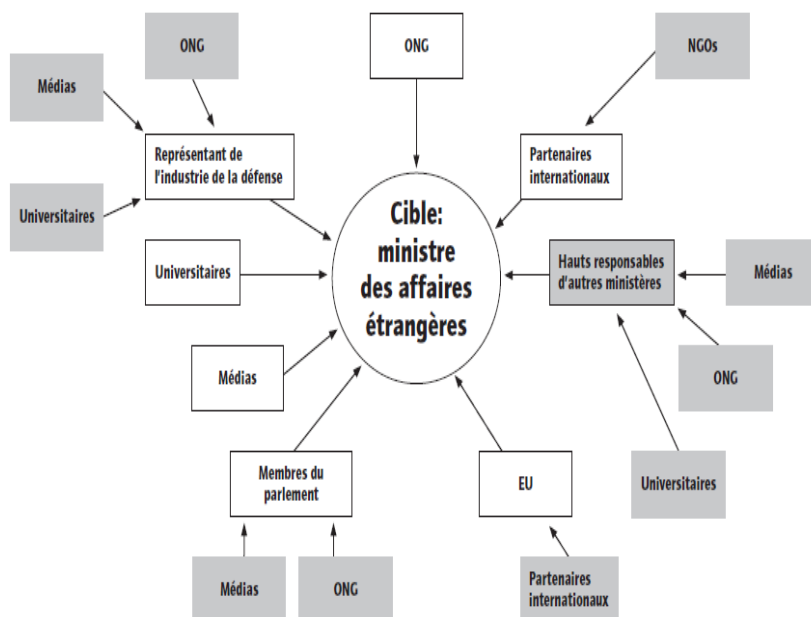 ONG
ONG
NGOs
Médias
Représentant de
l'industrie de la défense
Partenaires
internationaux
Universitaires
Cible:
ministre
des affaires
étrangères
Universitaires
Hauts responsables
d'autres ministères
Médias
Médias
ONG
Membres du
parlement
EU
Universitaires
Médias
ONG
Partenaires
internationaux